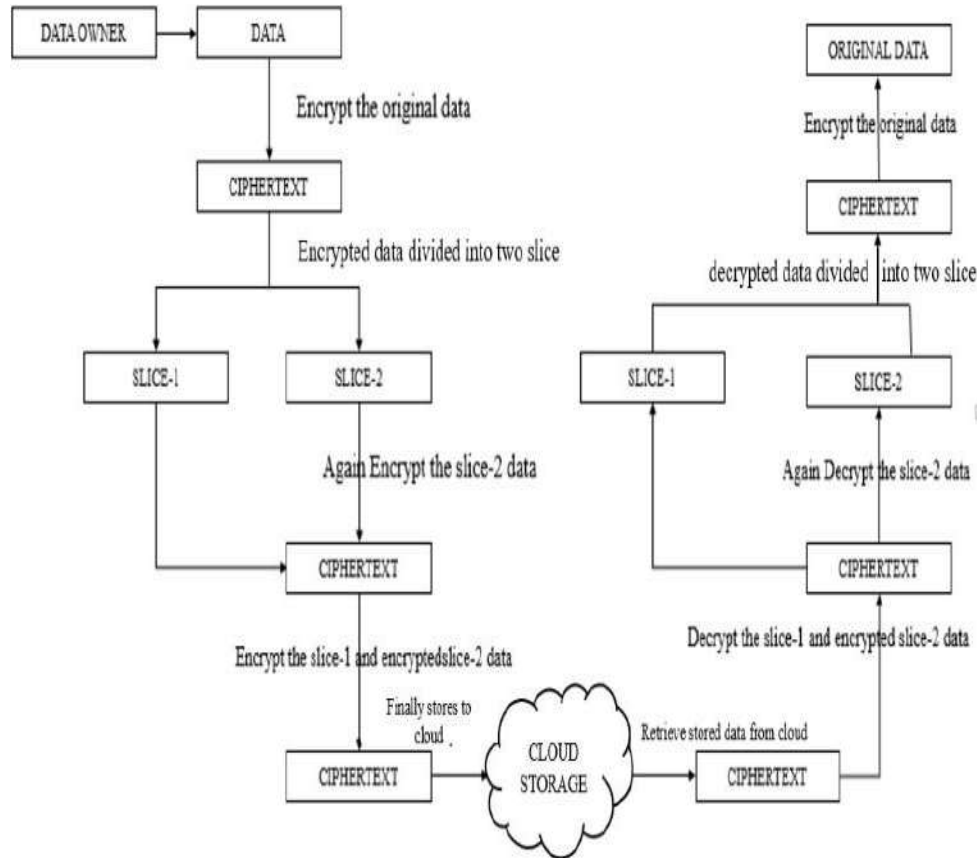 DATA OWNER
DATA
Encrypt the original data
CIPHERTEXT
Encrypted data divided into two slice
SLICE-1
SLICE-2
Again Encrypt the slice-2 data
CIPHERTEXT
Encrypt the slice-1 and encryptedslice-2 data
CIPHERTEXT
Finally stores to
cloud .
CLOUD
STORAGE
Retrieve stored data from cloud
CIPHERTEXT
Decrypt the slice-1 and encrypted slice-2 data
CIPHERTEXT
Again Decrypt the slice-2 data
SLICE-1
SLICE-2
decrypted data divided into two slice
CIPHERTEXT
Encrypt the original data
ORIGINAL DATA